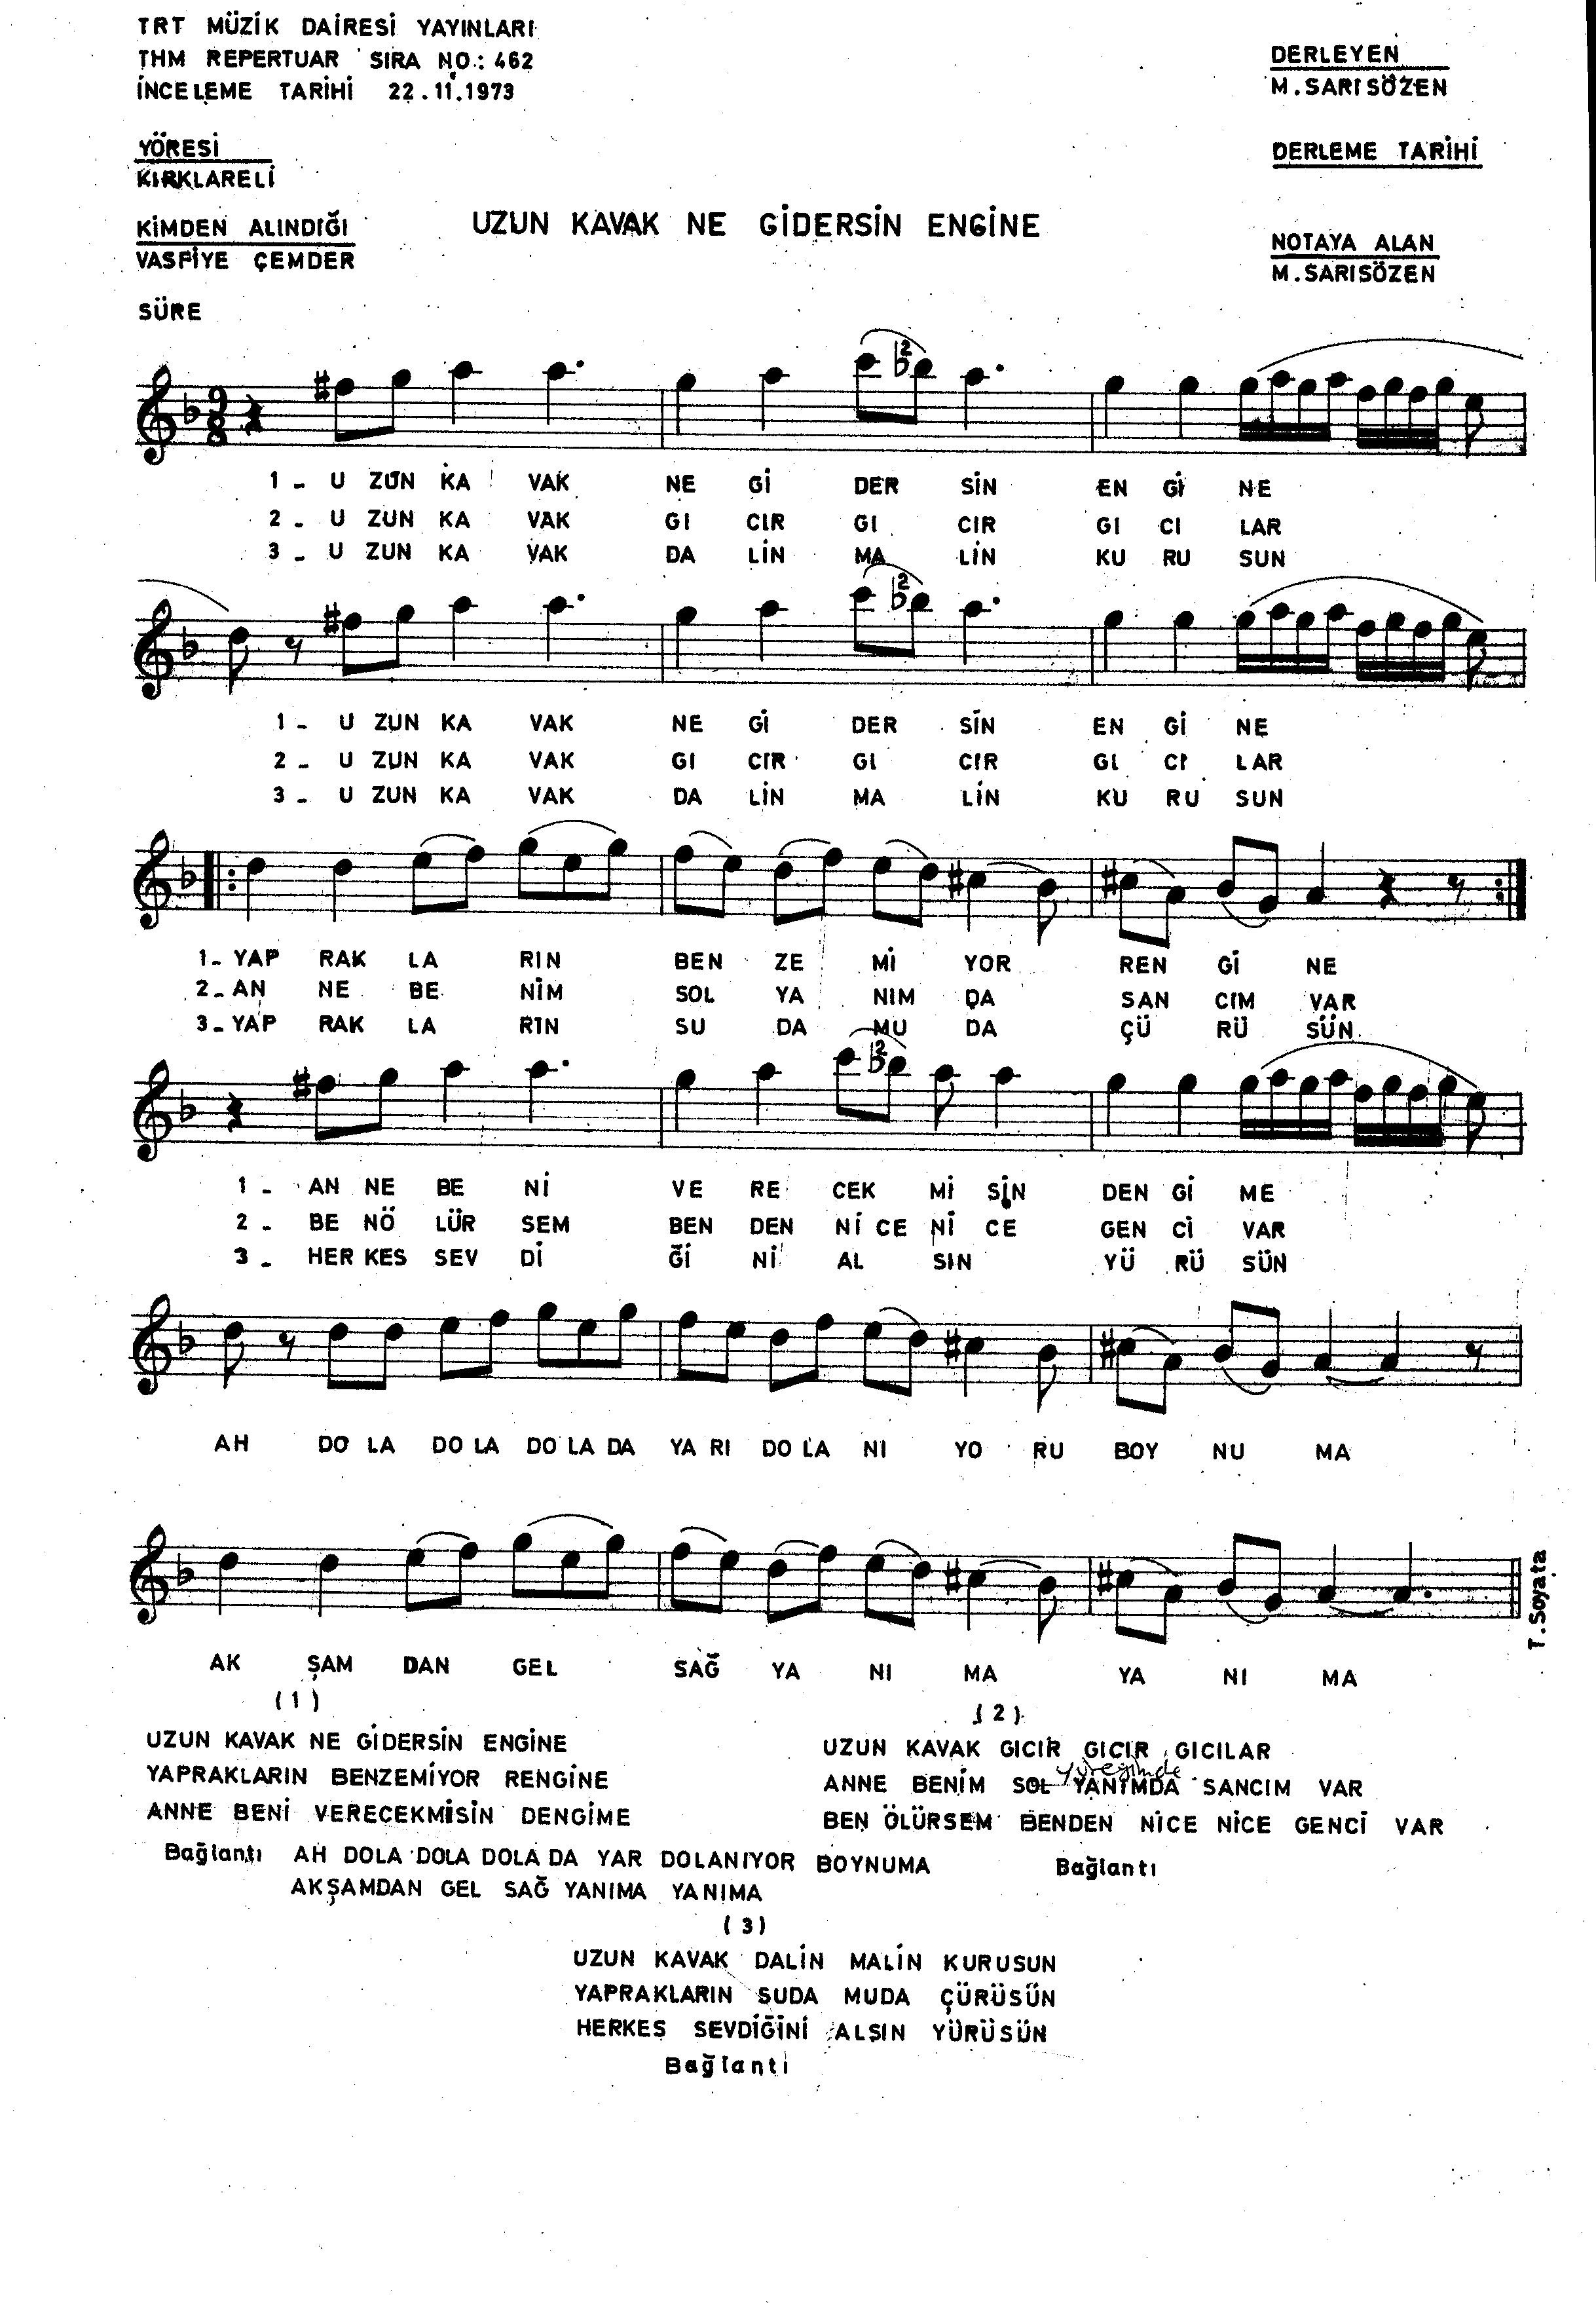 TRT MÜZİK DAİRESİ YAYINLARI
THM REPERTUAR SIRA NO.: 462
İNCELEME TARİHİ 22.11.1973
DERLEYEN
M.SARISÖZEN
YÖRESİ
KIRKLARELİ
DERLEME TARİHİ
KİMDEN ALINDIĞI
VASFİYE ÇEMDER
UZUN KAVAK NE GİDERSİN ENGİNE
NOTAYA ALAN
M.SARISÖZEN
SÜRE
9
8
2
1 - U ZUN KA VAK NE Gİ DER SİN EN Gİ NE
2 - U ZUN KA VAK GI CIR GI CIR GI CI LAR
3 - U ZUN KA VAK DA LİN MA LİN KU RU SUN
2
1 - U ZUN KA VAK NE Gİ DER SİN EN Gİ NE
2 - U ZUN KA VAK GI CIR GI CIR GI CI LAR
3 - U ZUN KA VAK DA LİN MA LİN KU RU SUN
1 - YAP RAK LA RIN BEN ZE Mİ YOR REN Gİ NE
2 - AN NE BE NİM SOL YA NIM DA SAN CIM VAR
3 - YAP RAK LA RIN SU DA MU DA ÇÜ RÜ SÜN
2
1 - AN NE BE Nİ VE RE CEK Mİ SİN DEN Gİ ME
2 - BE NÖ LÜR SEM BEN DEN Nİ CE Nİ CE GEN Cİ VAR
3 - HER KES SEV Dİ Ğİ Nİ AL SIN YÜ RÜ SÜN
AH DO LA DO LA DO LA DA YA RI DO LA NI YO RU BOY NU MA
AK ŞAM DAN GEL SAĞ YA NI MA YA NI MA
T. Soyata
(1)
UZUN KAVAK NE GİDERSİN ENGİNE
YAPRAKLARIN BENZEMİYOR RENGİNE
ANNE BENİ VERECEKMİSİN DENGİME
Bağlantı AH DOLA DOLA DOLA DA YAR DOLANIYOR BOYNUMA
AKŞAMDAN GEL SAĞ YANIMA YANIMA
(2)
UZUN KAVAK GICIR GICIR GICILAR
yüreğimde
ANNE BENİM SOL YANIMDA SANCIM VAR
BEN ÖLÜRSEM BENDEN NİCE NİCE GENCİ VAR
Bağlantı
(3)
UZUN KAVAK DALİN MALİN KURUSUN
YAPRAKLARIN SUDA MUDA ÇÜRÜSÜN
HERKES SEVDİĞİNİ ALSIN YÜRÜSÜN
Bağlantı